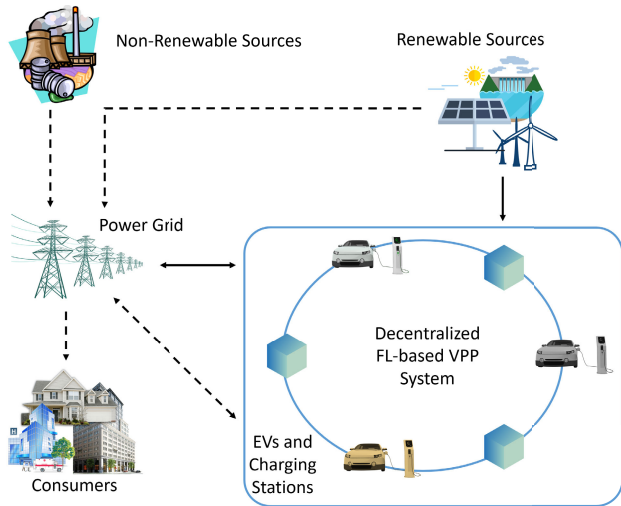 Non-Renewable Sources
Renewable Sources
Power Grid
Decentralized
FL-based VPP
System
EVs and
Charging
Stations
H
Consumers